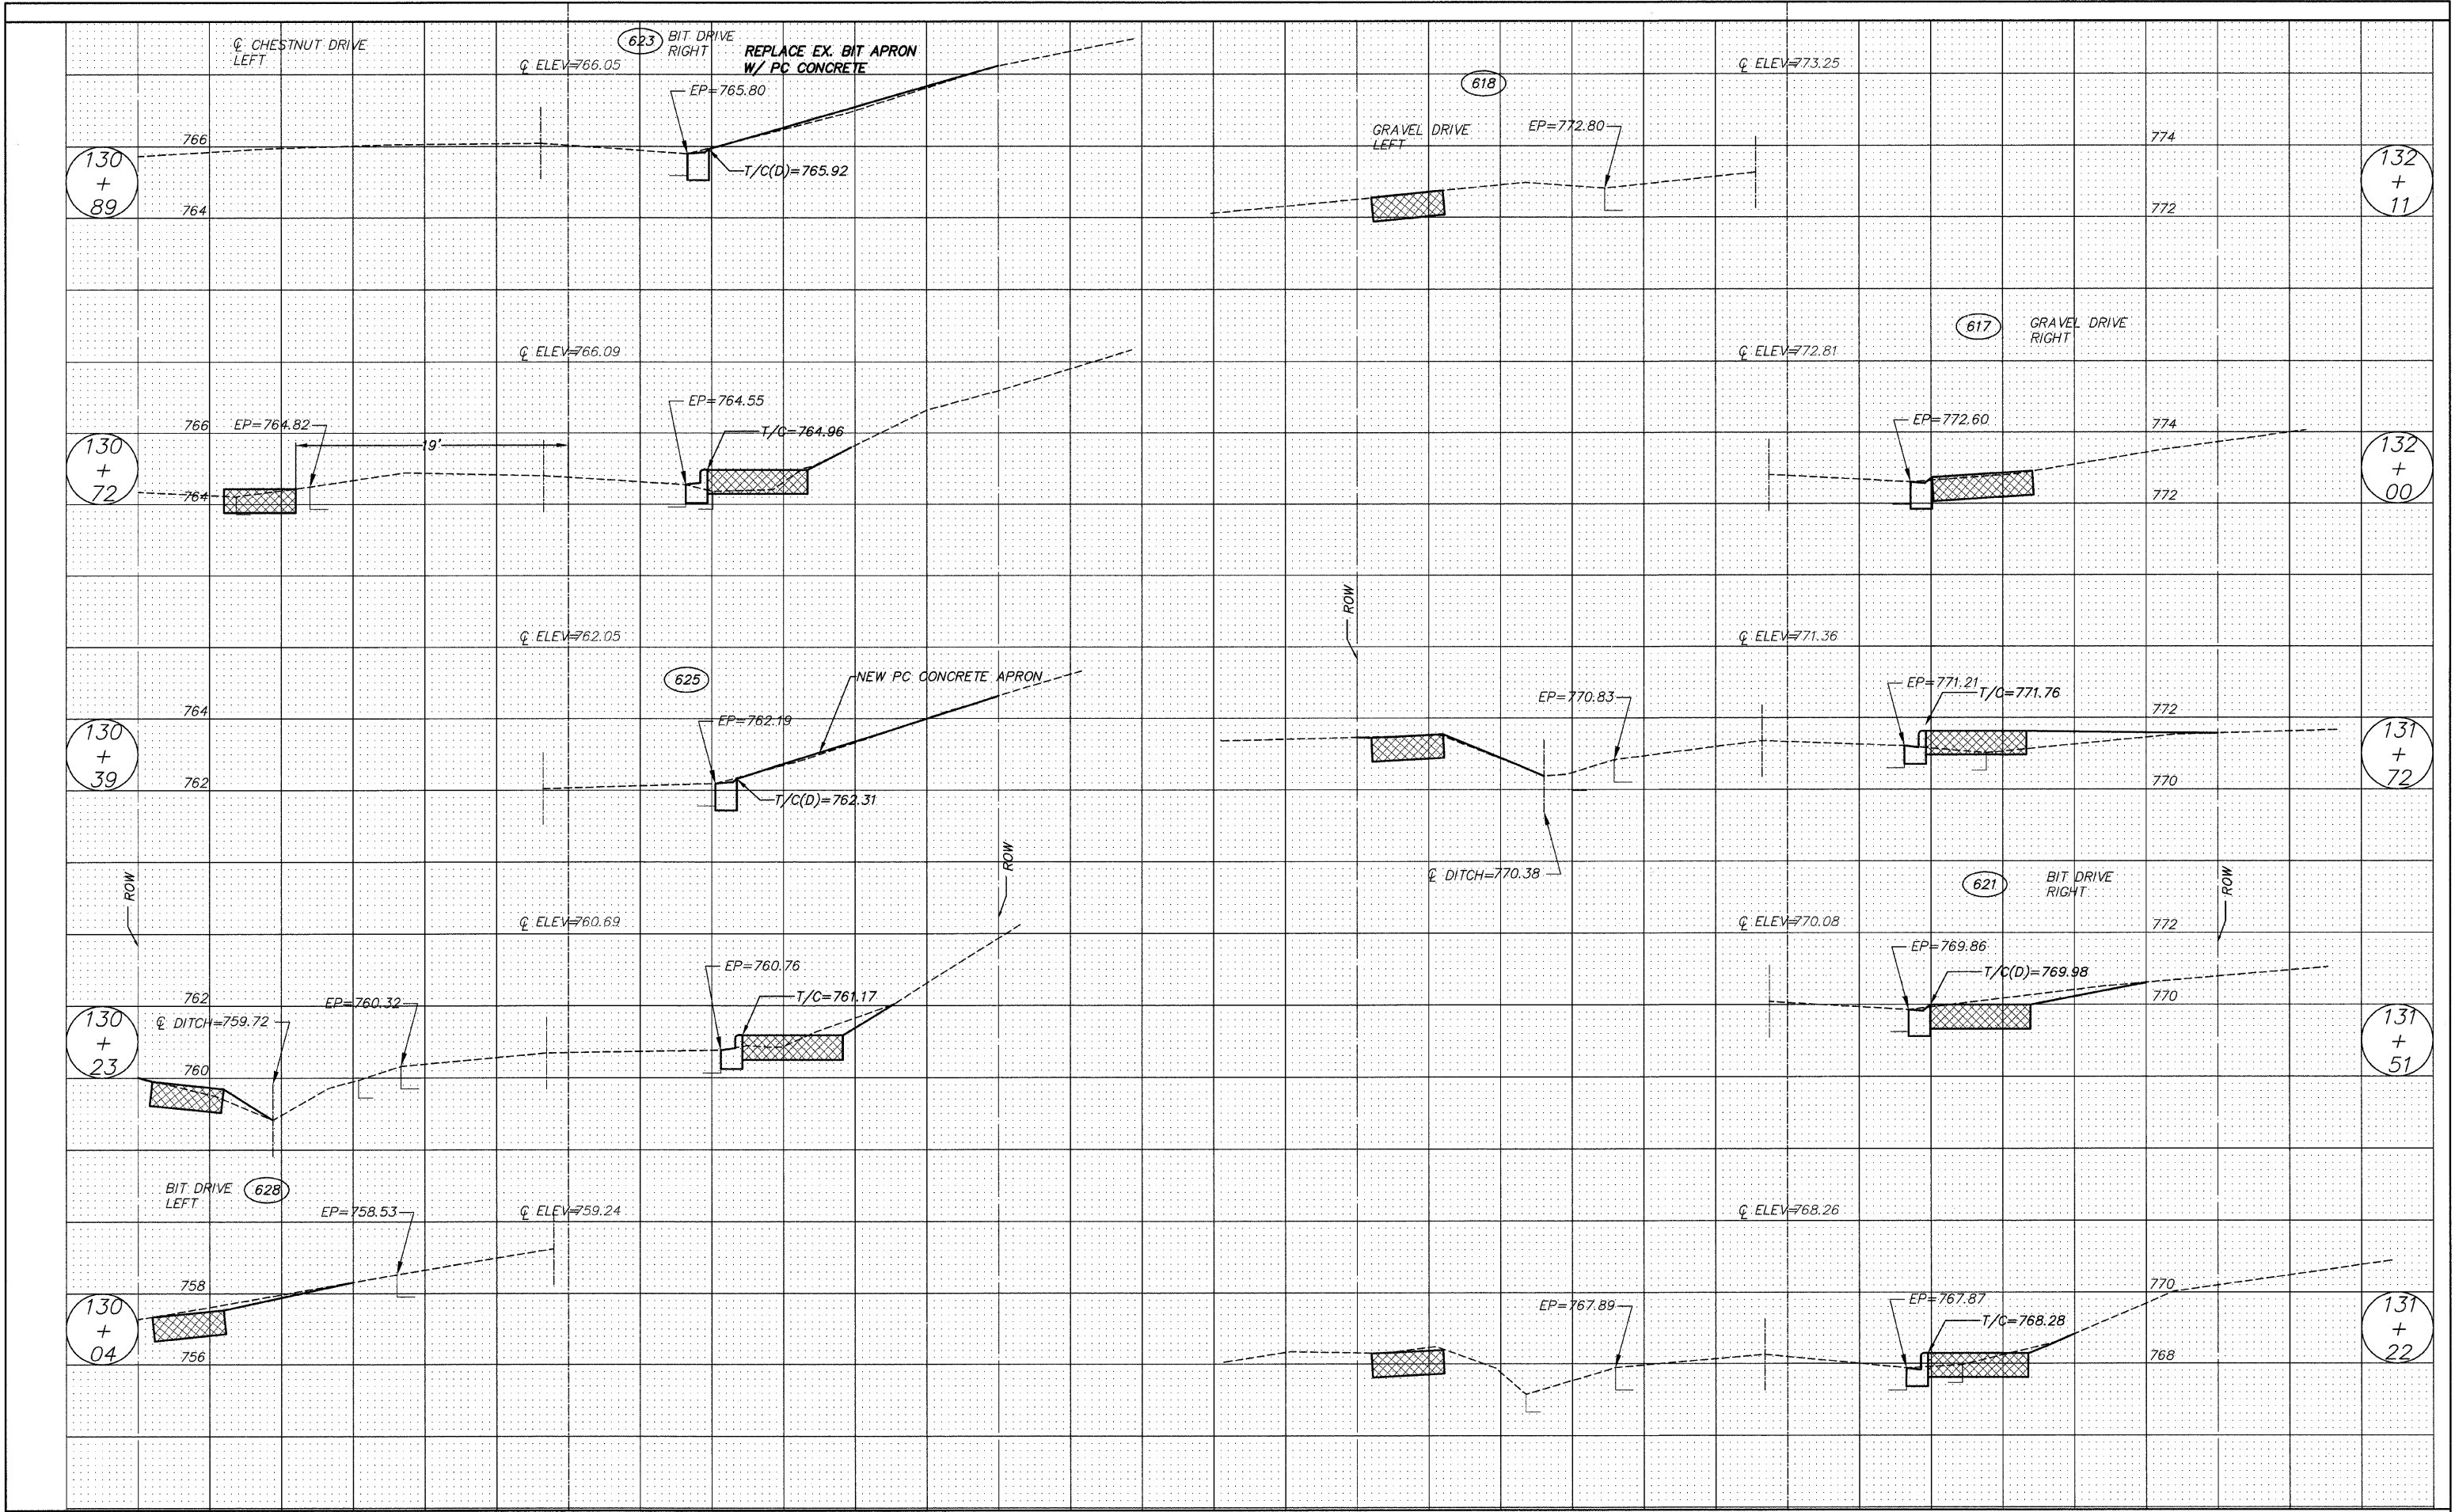 ℄ CHESTNUT DRIVE
LEFT
623
BIT DRIVE
RIGHT
REPLACE EX. BIT APRON
W/ PC CONCRETE
℄ ELEV=766.05
EP=765.80
T/C(D)=765.92
766
764
130
+
89
℄ ELEV=766.09
EP=764.82
19'
EP=764.55
T/C=764.96
766
764
130
+
72
℄ ELEV=762.05
625
NEW PC CONCRETE APRON
EP=762.19
T/C(D)=762.31
764
762
130
+
39
ROW
ROW
℄ ELEV=760.69
EP=760.76
T/C=761.17
EP=760.32
℄ DITCH=759.72
762
760
130
+
23
BIT DRIVE
LEFT
628
EP=758.53
℄ ELEV=759.24
758
756
130
+
04
618
℄ ELEV=773.25
GRAVEL DRIVE
LEFT
EP=772.80
774
772
132
+
11
617
GRAVEL DRIVE
RIGHT
℄ ELEV=772.81
EP=772.60
774
772
132
+
00
ROW
℄ ELEV=771.36
EP=770.83
EP=771.21
T/C=771.76
772
770
℄ DITCH=770.38
131
+
72
621
BIT DRIVE
RIGHT
ROW
℄ ELEV=770.08
EP=769.86
T/C(D)=769.98
772
770
131
+
51
℄ ELEV=768.26
EP=767.89
EP=767.87
T/C=768.28
770
768
131
+
22